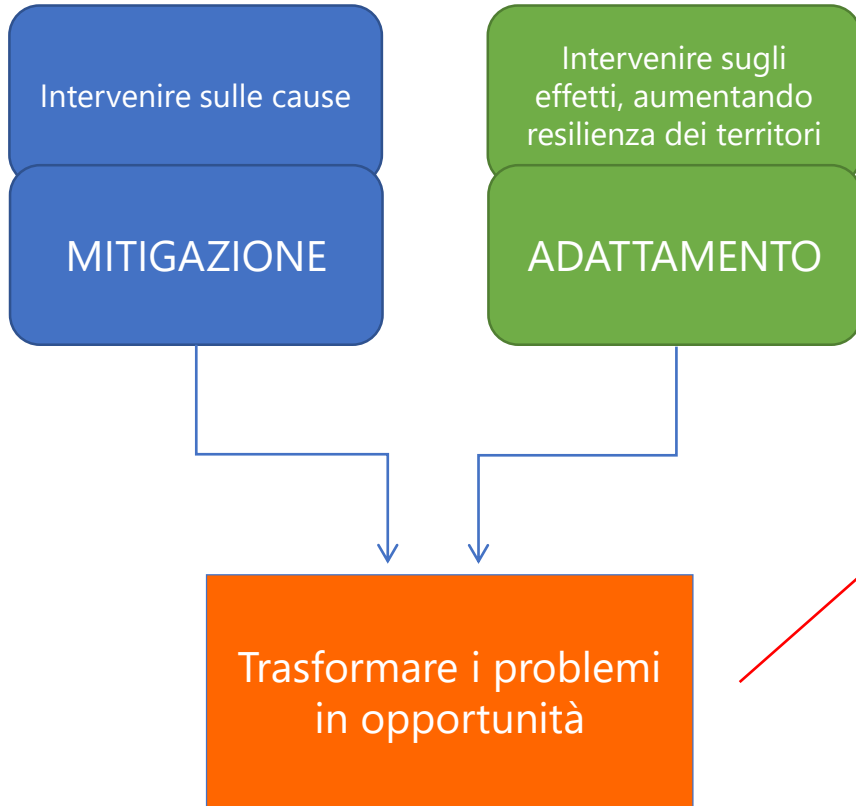 Intervenire sulle cause
MITIGAZIONE
Intervenire sugli
effetti, aumentando
resilienza dei territori
ADATTAMENTO
Trasformare i problemi
in opportunità